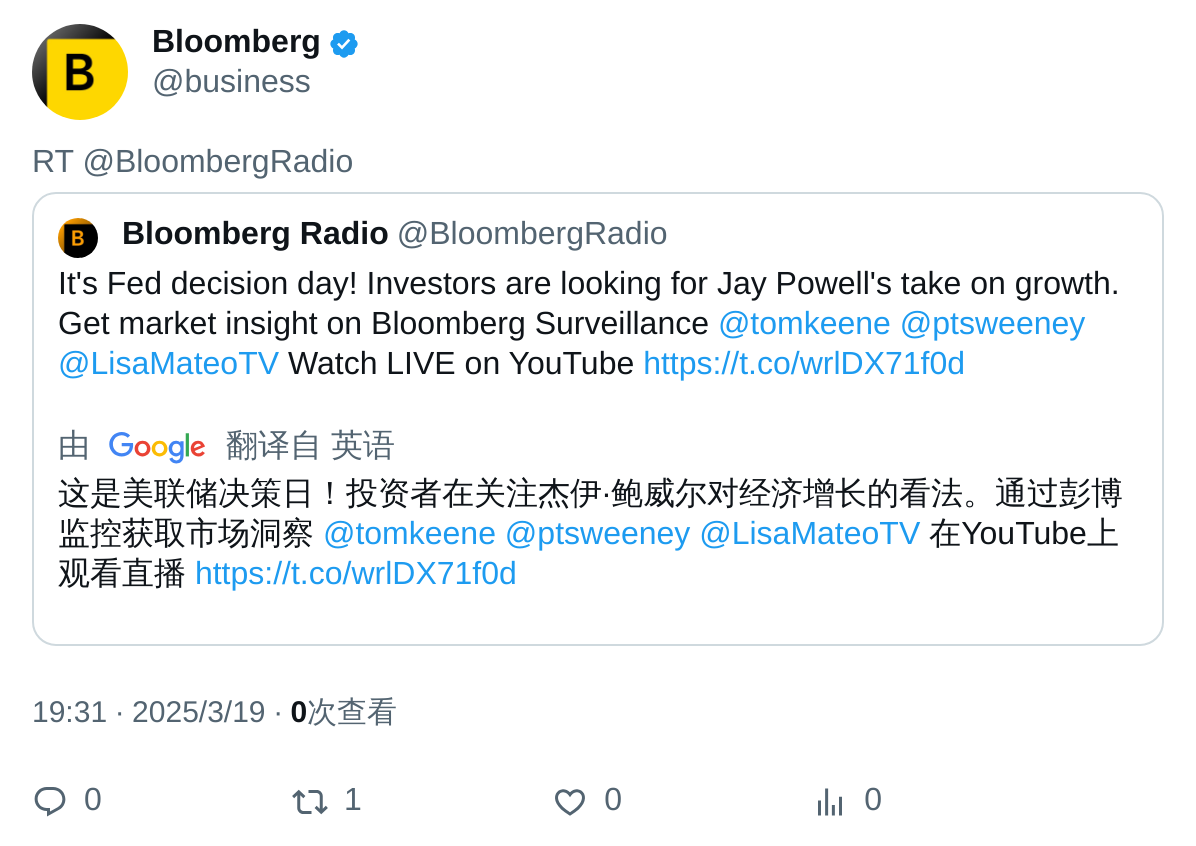 Bloomberg
@business
B
RT @BloombergRadio
B
Bloomberg Radio @BloombergRadio
It's Fed decision day! Investors are looking for Jay Powell's take on growth.
Get market insight on Bloomberg Surveillance @tomkeene @ptsweeney
@LisaMateoTV Watch LIVE on YouTube https://t.co/wrlDX71f0d
由 Google 翻译自 英语
这是美联储决策日！投资者在关注杰伊·鲍威尔对经济增长的看法。通过彭博
监控获取市场洞察 @tomkeene @ptsweeney @LisaMateoTV 在YouTube上
观看直播 https://t.co/wrlDX71f0d
19:31 · 2025/3/19 · 0次查看
0 1 0 0